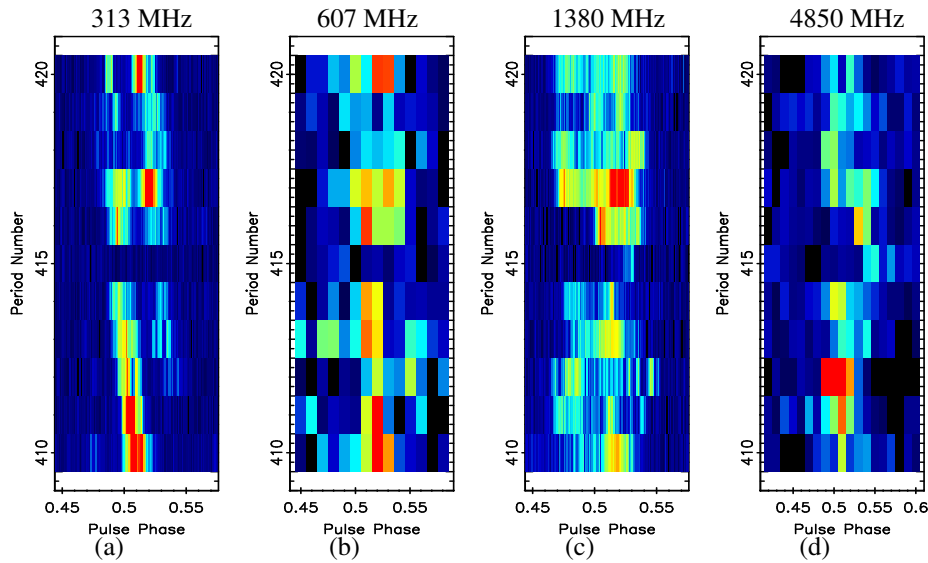 313 MHz 607 MHz 1380 MHz 4850 MHz
Period Number Period Number Period Number Period Number
420 420 420 420
415 415 415 415
410 410 410 410
0.45 0.5 0.55 0.45 0.5 0.55 0.45 0.5 0.55 0.45 0.5 0.55 0.6
Pulse Phase Pulse Phase Pulse Phase Pulse Phase
(a) (b) (c) (d)